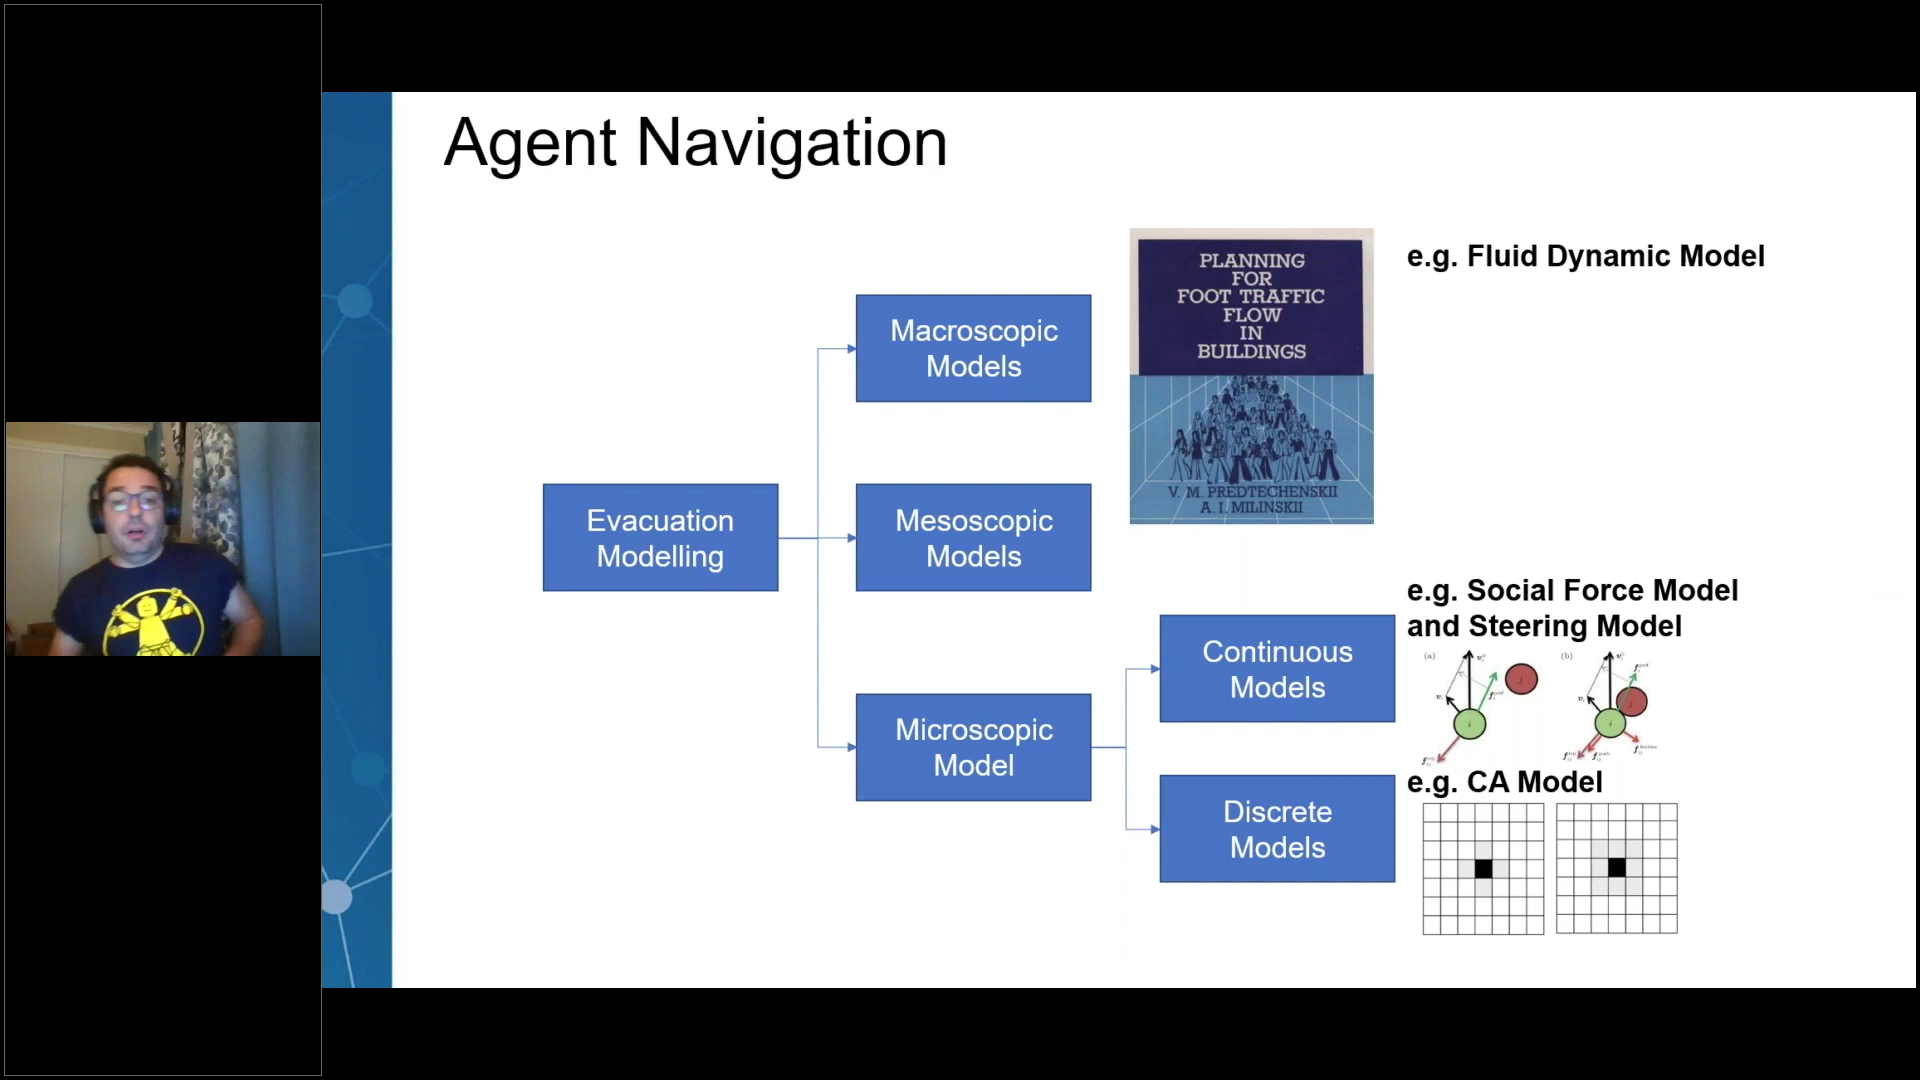 Agent Navigation
PLANNING
FOR
FOOT TRAFFIC
FLOW
IN
BUILDINGS
V. M. PREDTECHENSKII
A. I. MILINSKII
e.g. Fluid Dynamic Model
Macroscopic
Models
Evacuation
Modelling
Mesoscopic
Models
Microscopic
Model
Continuous
Models
e.g. Social Force Model
and Steering Model
(a)
(b)
Discrete
Models
e.g. CA Model